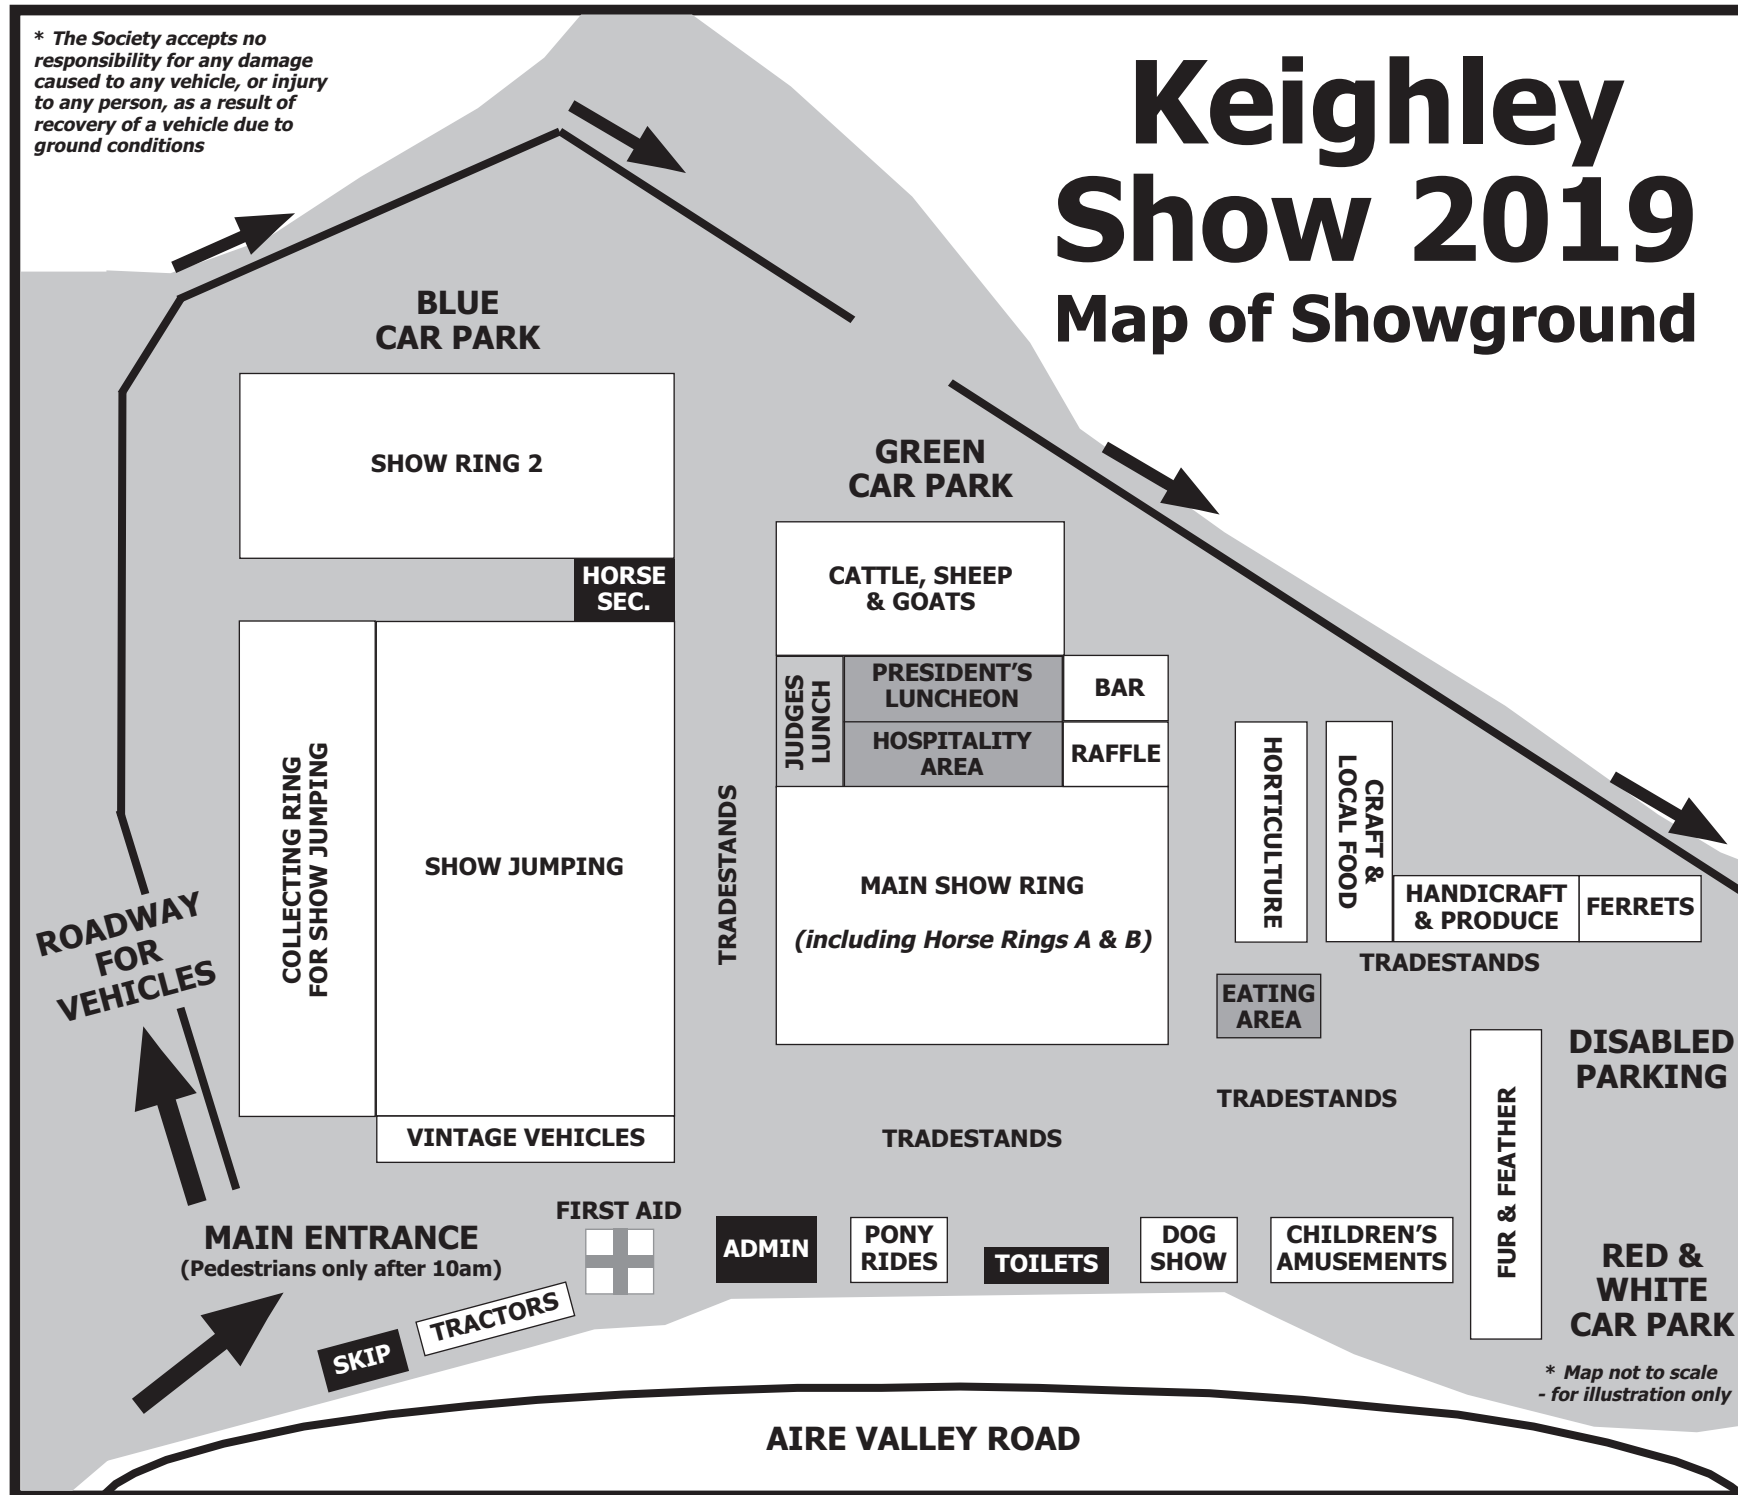 * The Society accepts no
responsibility for any damage
caused to any vehicle, or injury
to any person, as a result of
recovery of a vehicle due to
ground conditions
Keighley
Show 2019
Map of Showground
BLUE
CAR PARK
SHOW RING 2
GREEN
CAR PARK
HORSE
SEC.
CATTLE, SHEEP
& GOATS
JUDGES
LUNCH
PRESIDENT'S
LUNCHEON
BAR
HOSPITALITY
AREA
RAFFLE
COLLECTING RING
FOR SHOW JUMPING
SHOW JUMPING
TRADESTANDS
MAIN SHOW RING
(including Horse Rings A & B)
HORTICULTURE
CRAFT &
LOCAL FOOD
HANDICRAFT
& PRODUCE
FERRETS
TRADESTANDS
ROADWAY
FOR
VEHICLES
EATING
AREA
DISABLED
PARKING
TRADESTANDS
VINTAGE VEHICLES
TRADESTANDS
FUR & FEATHER
MAIN ENTRANCE
(Pedestrians only after 10am)
FIRST AID
ADMIN
PONY
RIDES
TOILETS
DOG
SHOW
CHILDREN'S
AMUSEMENTS
RED &
WHITE
CAR PARK
TRACTORS
SKIP
* Map not to scale
- for illustration only
AIRE VALLEY ROAD